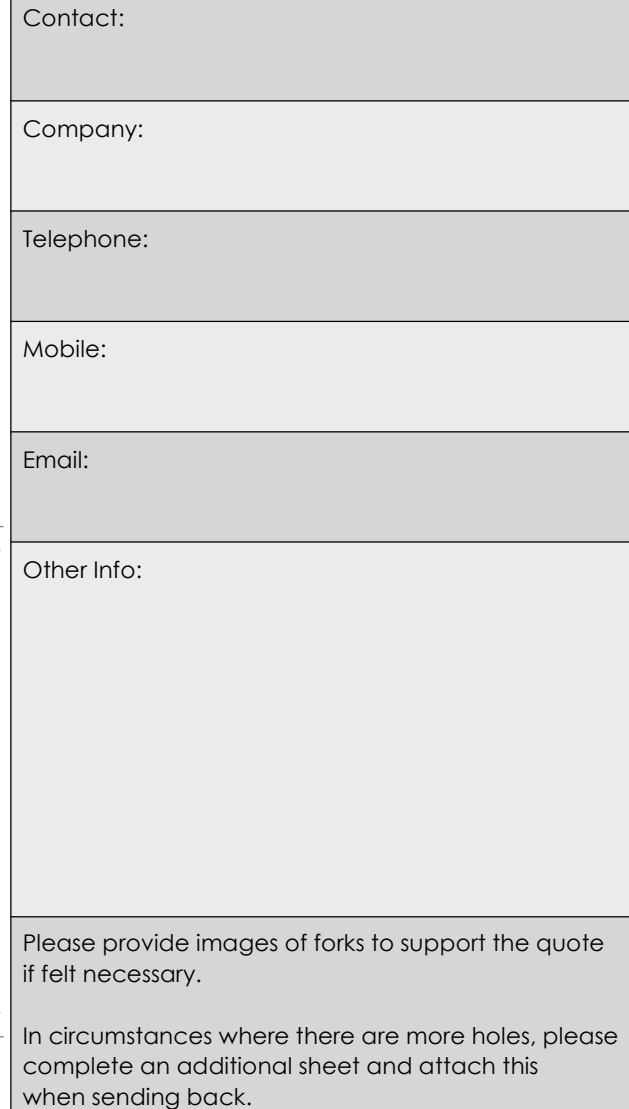 Contact:
Company:
Telephone:
Mobile:
Email:
Other Info:
Please provide images of forks to support the quote
if felt necessary.
In circumstances where there are more holes, please
complete an additional sheet and attach this
when sending back.